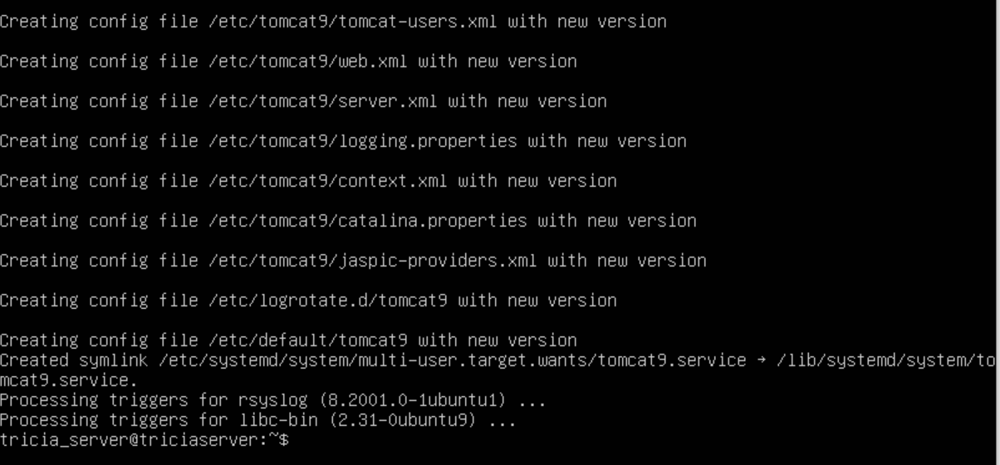 Creating config file /etc/tomcat9/tomcat-users.xml with new version
Creating config file /etc/tomcat9/web.xml with new version
Creating config file /etc/tomcat9/server.xml with new version
Creating config file /etc/tomcat9/logging.properties with new version
Creating config file /etc/tomcat9/context.xml with new version
Creating config file /etc/tomcat9/catalina.properties with new version
Creating config file /etc/tomcat9/jaspic-providers.xml with new version
Creating config file /etc/logrotate.d/tomcat9 with new version
Creating config file /etc/default/tomcat9 with new version
Created symlink /etc/systemd/system/multi-user.target.wants/tomcat9.service → /lib/systemd/system/to
mcat9.service.
Processing triggers for rsyslog (8.2001.0-1ubuntu1) ...
Processing triggers for libc-bin (2.31-0ubuntu9) ...
tricia_server@triciaserver:~$